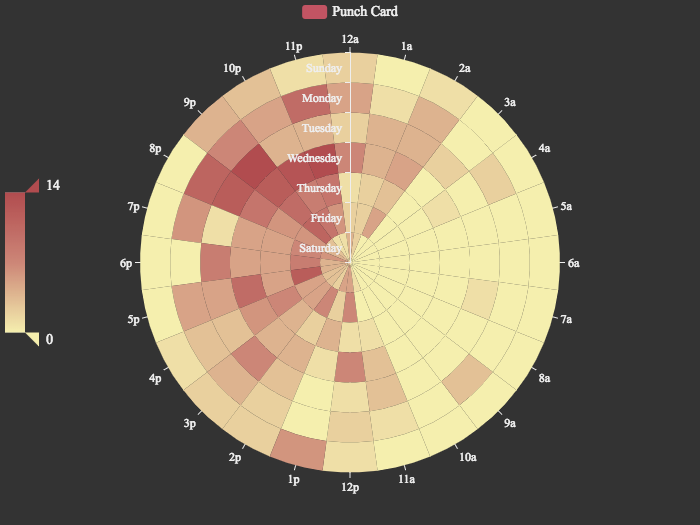 Punch Card
12a
1a
2a
3a
4a
5a
6a
7a
8a
9a
10a
11a
12p
1p
2p
3p
4p
5p
6p
7p
8p
9p
10p
11p
Sunday
Monday
Tuesday
Wednesday
Thursday
Friday
Saturday
14
0